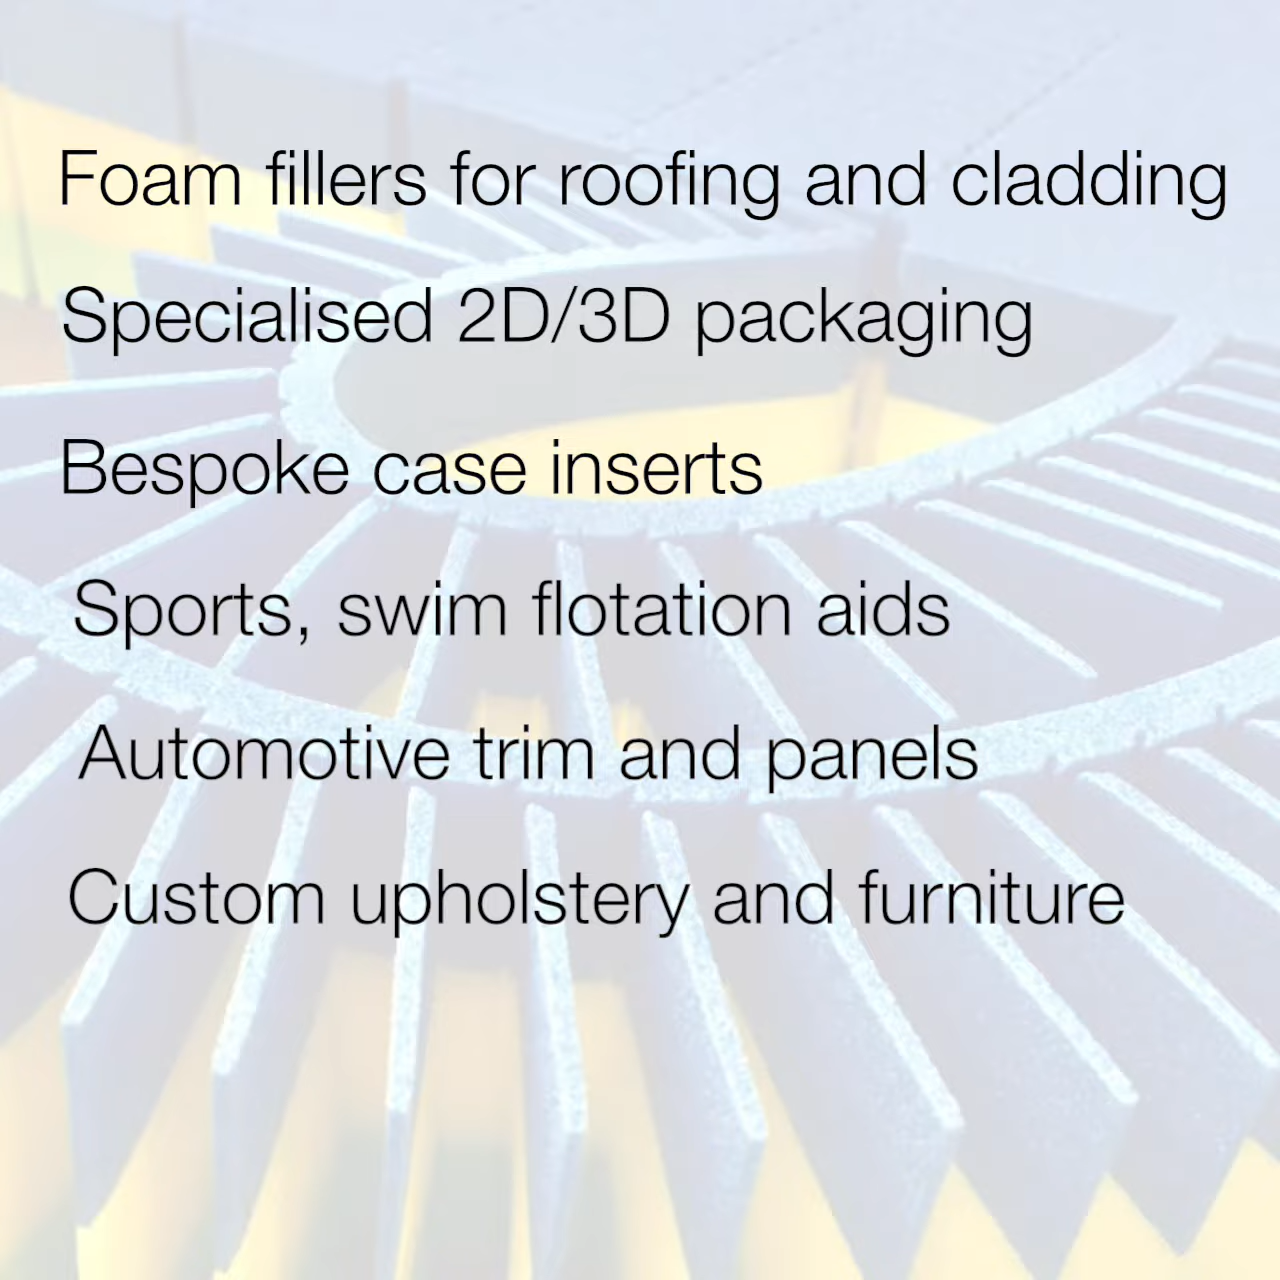 Foam fillers for roofing and cladding
Specialised 2D/3D packaging
Bespoke case inserts
Sports, swim flotation aids
Automotive trim and panels
Custom upholstery and furniture